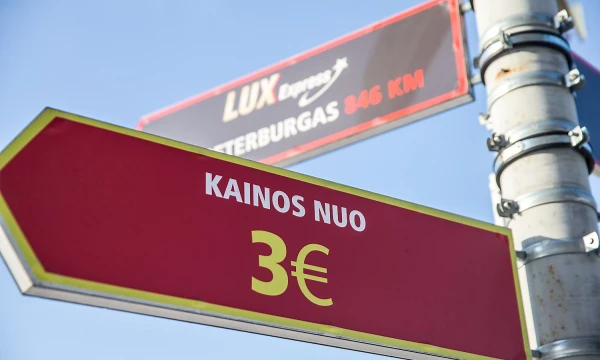 LUX Express
TERBURGAS 846 KM
KAINOS NUO
3€